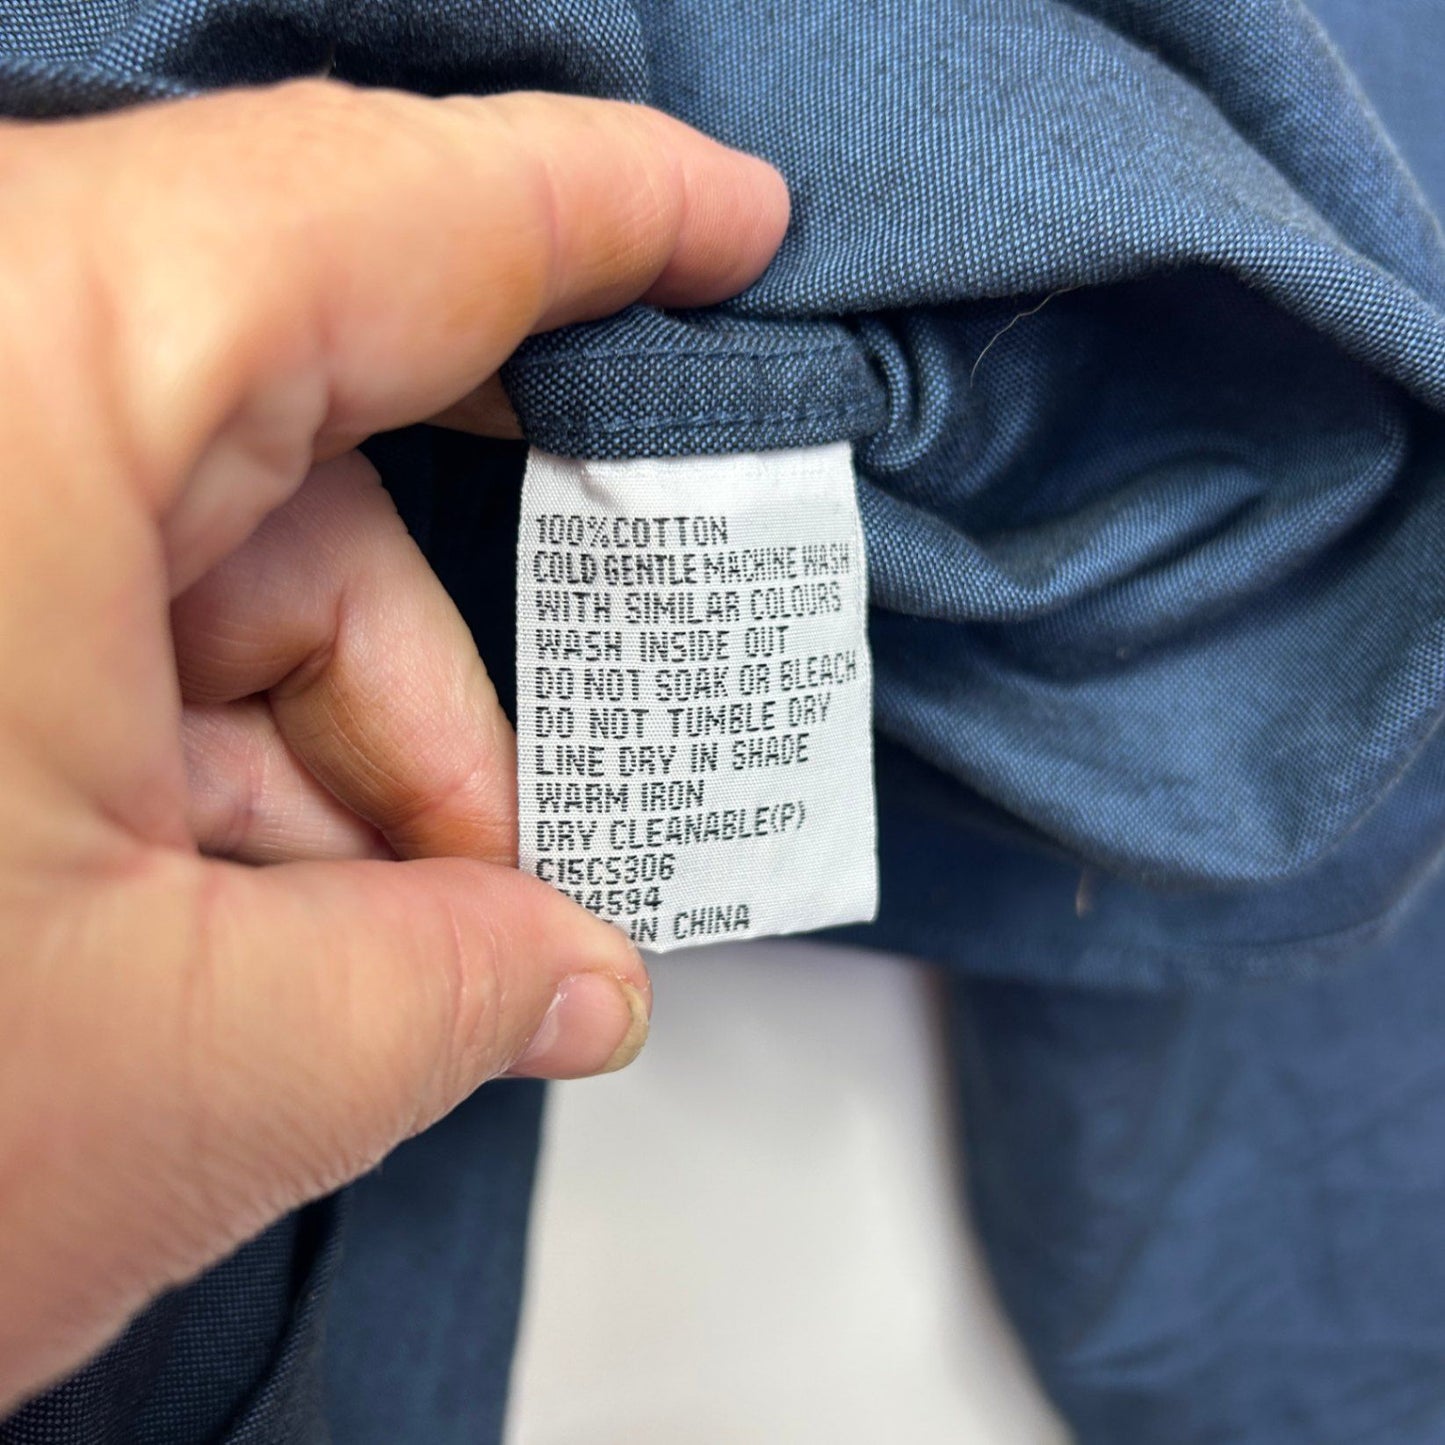 100%COTTON
COLD GENTLE MACHINE WASH
WITH SIMILAR COLOURS
WASH INSIDE OUT
DO NOT SOAK OR BLEACH
DO NOT TUMBLE DRY
LINE DRY IN SHADE
WARM IRON
DRY CLEANABLE(P)
C15CS306
IN CHINA